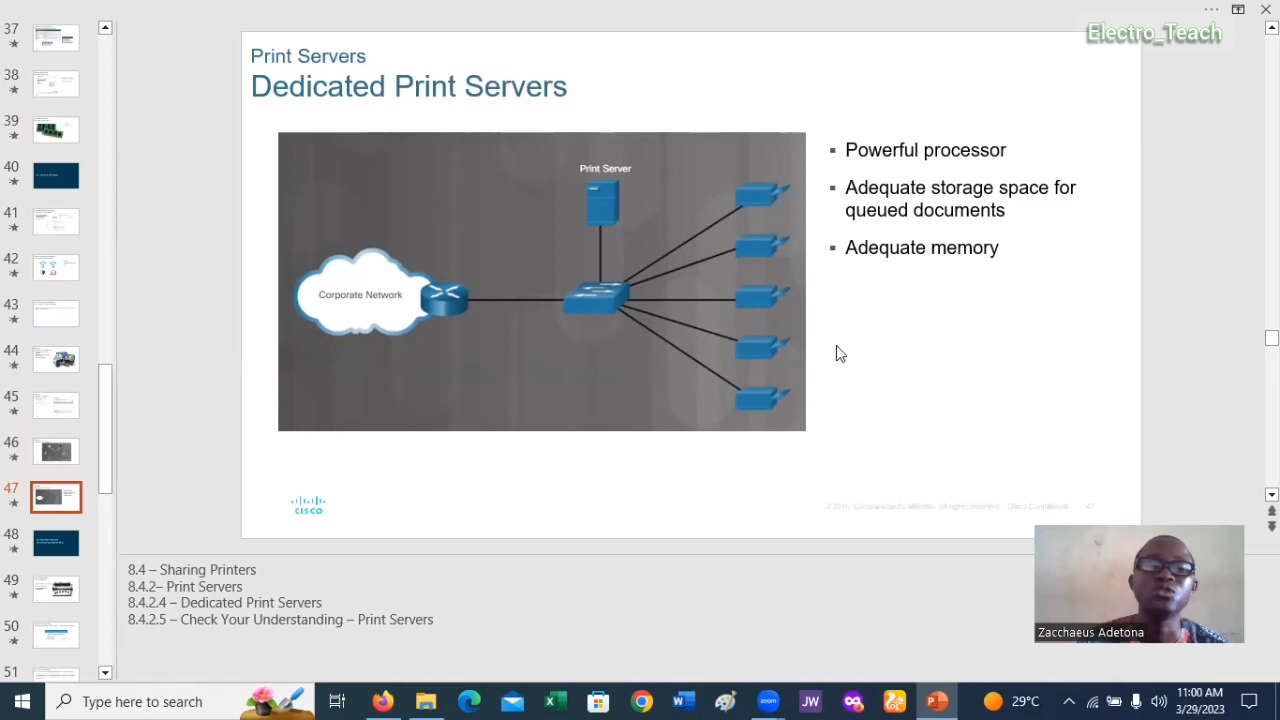 Electro_Teach
37
38
39
40
41
42
43
44
45
46
47
48
49
50
51
Print Servers
Dedicated Print Servers
Print Server
Corporate Network
Powerful processor
Adequate storage space for
queued documents
Adequate memory
CISCO
47
8.4 – Sharing Printers
8.4.2– Print Servers
8.4.2.4 – Dedicated Print Servers
8.4.2.5 – Check Your Understanding – Print Servers
Zacchaeus Adetona
Type here to search
zoom
JW
29°C
11:00 AM
3/29/2023